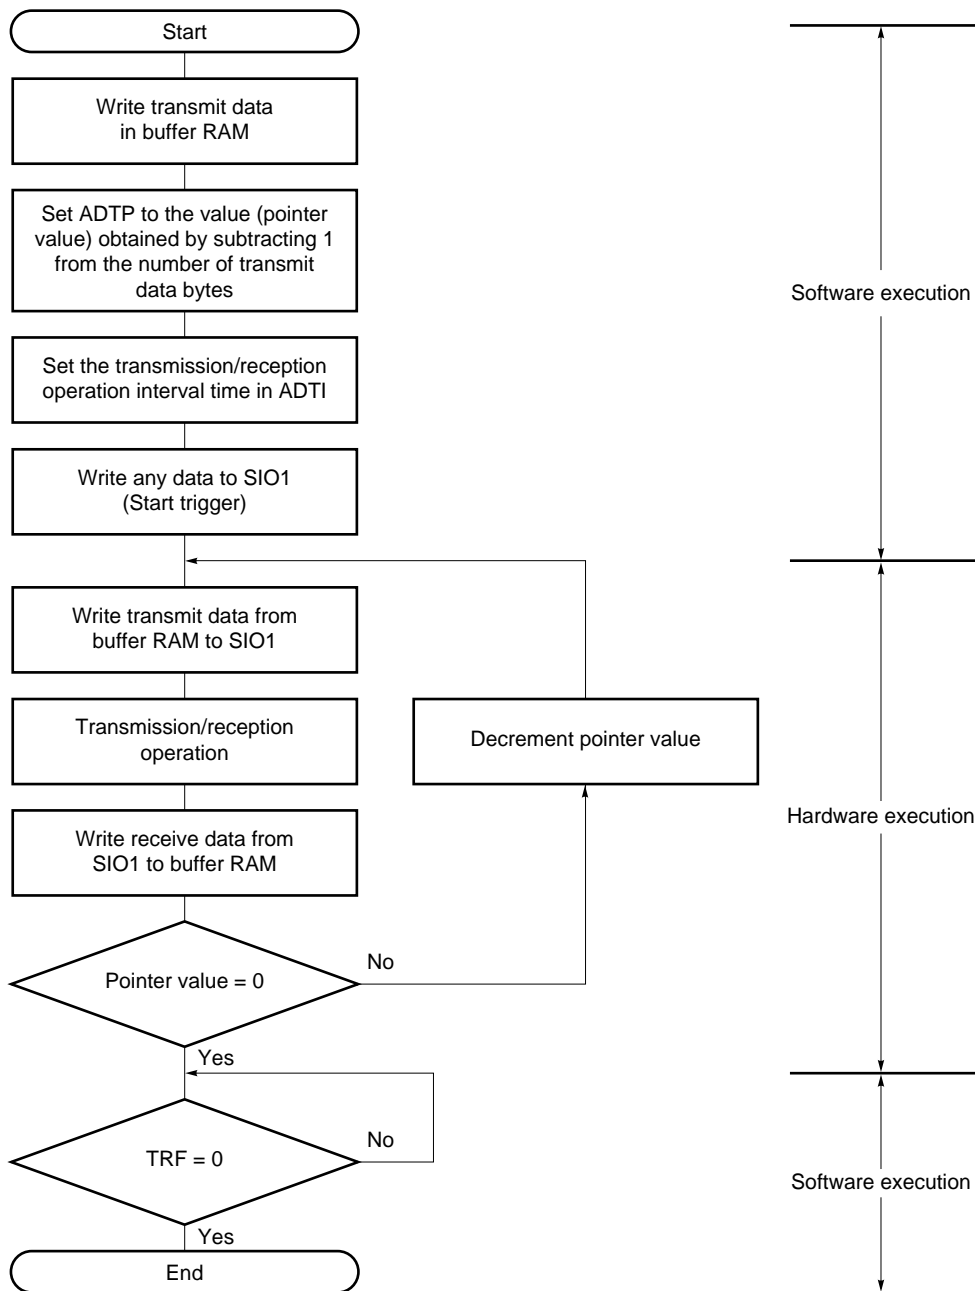 Start
Write transmit data
in buffer RAM
Set ADTP to the value (pointer
value) obtained by subtracting 1
from the number of transmit
data bytes
Software execution
Set the transmission/reception
operation interval time in ADTI
Write any data to SIO1
(Start trigger)
Write transmit data from
buffer RAM to SIO1
Transmission/reception
operation
Decrement pointer value
Write receive data from
SIO1 to buffer RAM
Hardware execution
Pointer value = 0
No
Yes
TRF = 0
No
Software execution
Yes
End